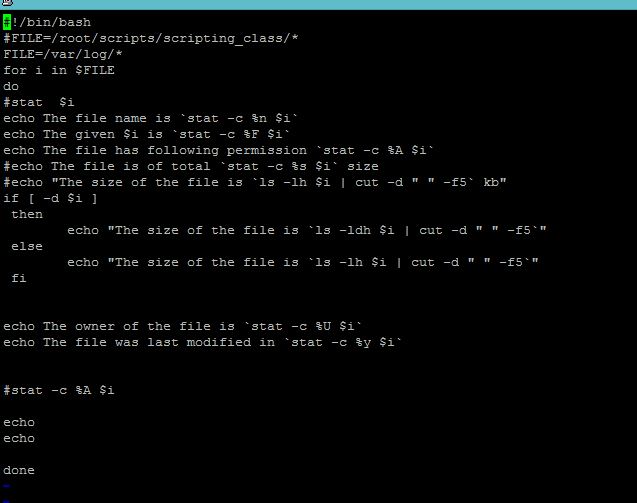 #!/bin/bash
#FILE=/root/scripts/scripting_class/*
FILE=/var/log/*
for i in $FILE
do
#stat  $i
echo The file name is `stat -c %n $i`
echo The given $i is `stat -c %F $i`
echo The file has following permission `stat -c %A $i`
#echo The file is of total `stat -c %s $i` size
#echo "The size of the file is `ls -lh $i | cut -d " " -f5` kb"
if [ -d $i ]
 then
        echo "The size of the file is `ls -ldh $i | cut -d " " -f5`"
 else
        echo "The size of the file is `ls -lh $i | cut -d " " -f5`"
 fi
echo The owner of the file is `stat -c %U $i`
echo The file was last modified in `stat -c %y $i`
#stat -c %A $i
echo
echo
done
~
~